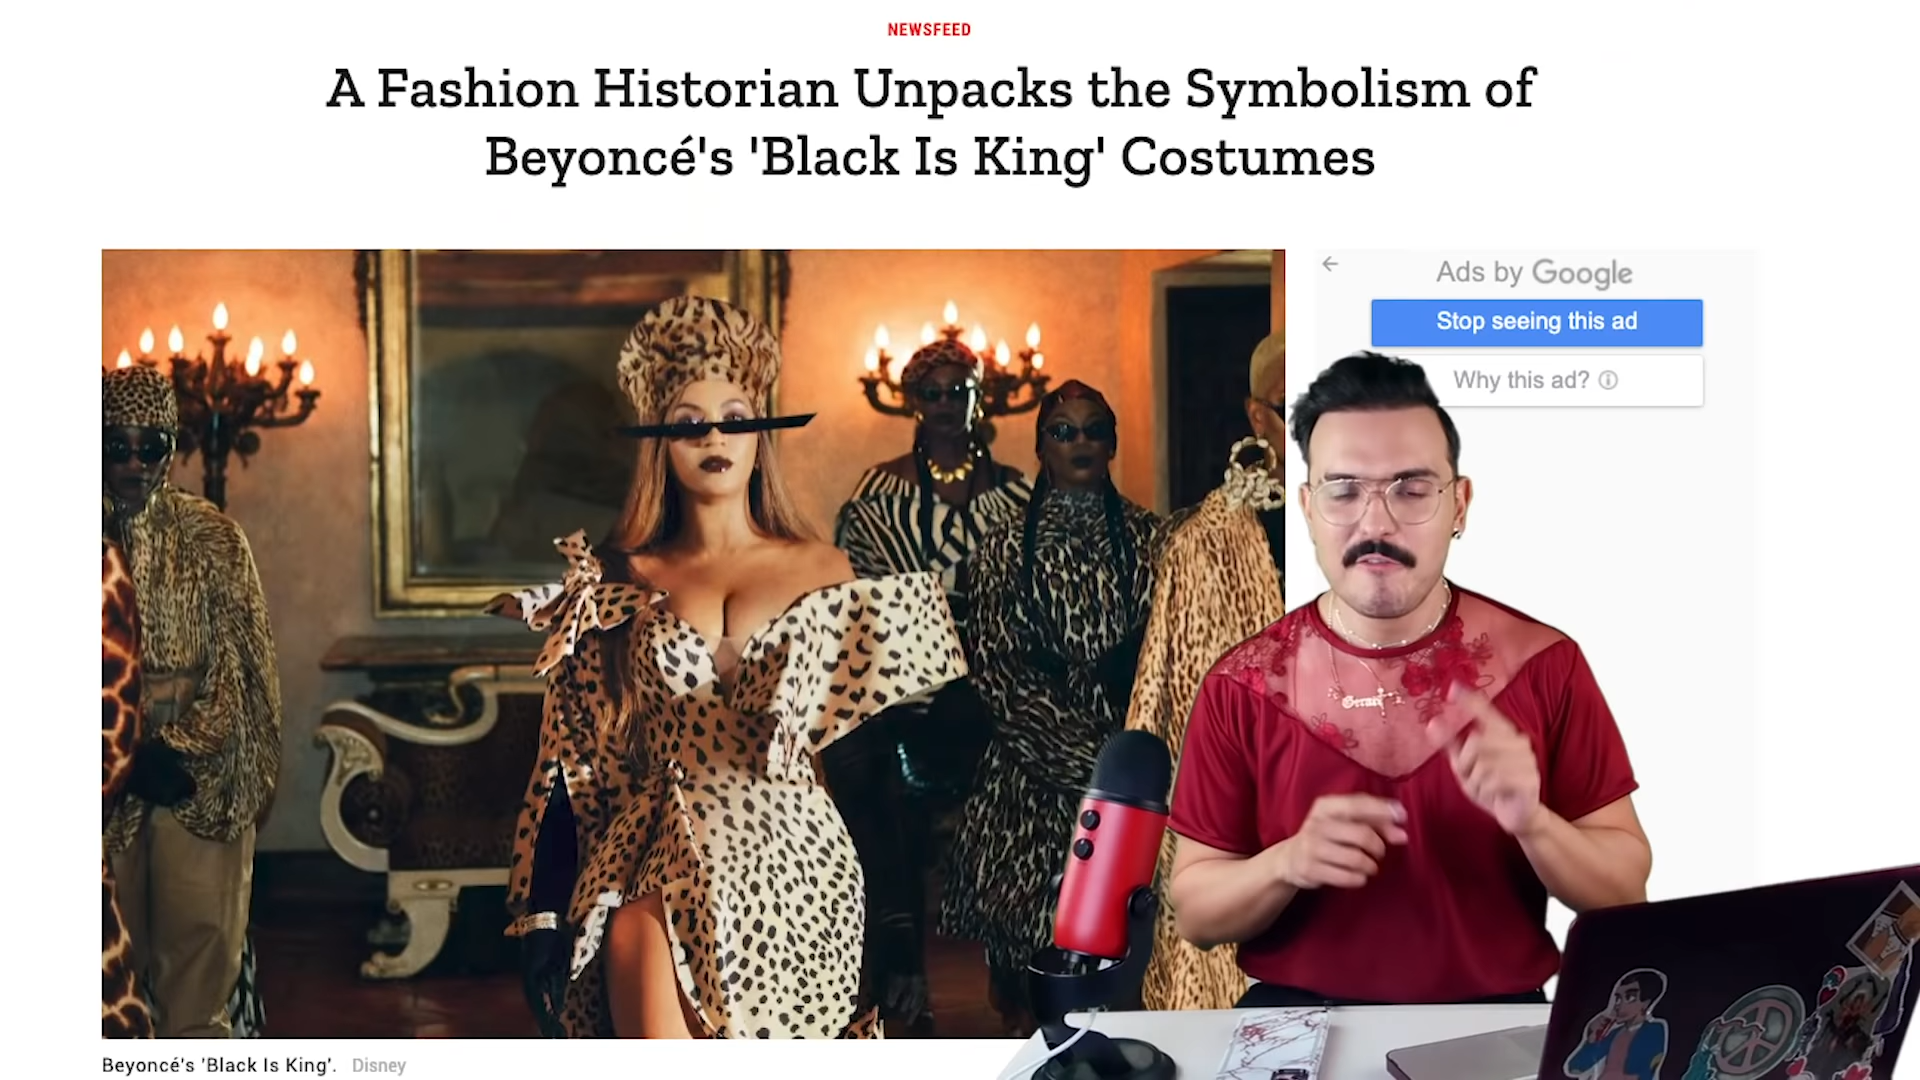 NEWSFEED
A Fashion Historian Unpacks the Symbolism of
Beyoncé's 'Black Is King' Costumes
Ads by Google
Stop seeing this ad
Why this ad?
Beyoncé's 'Black Is King'. Disney